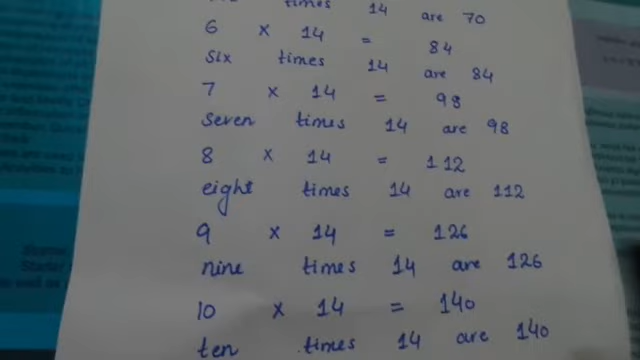 times 14 are 70
6 × 14 = 84
six times 14 are 84
7 × 14 = 98
seven times 14 are 98
8 × 14 = 112
eight times 14 are 112
9 × 14 = 126
nine times 14 are 126
10 × 14 = 140
ten times 14 are 140